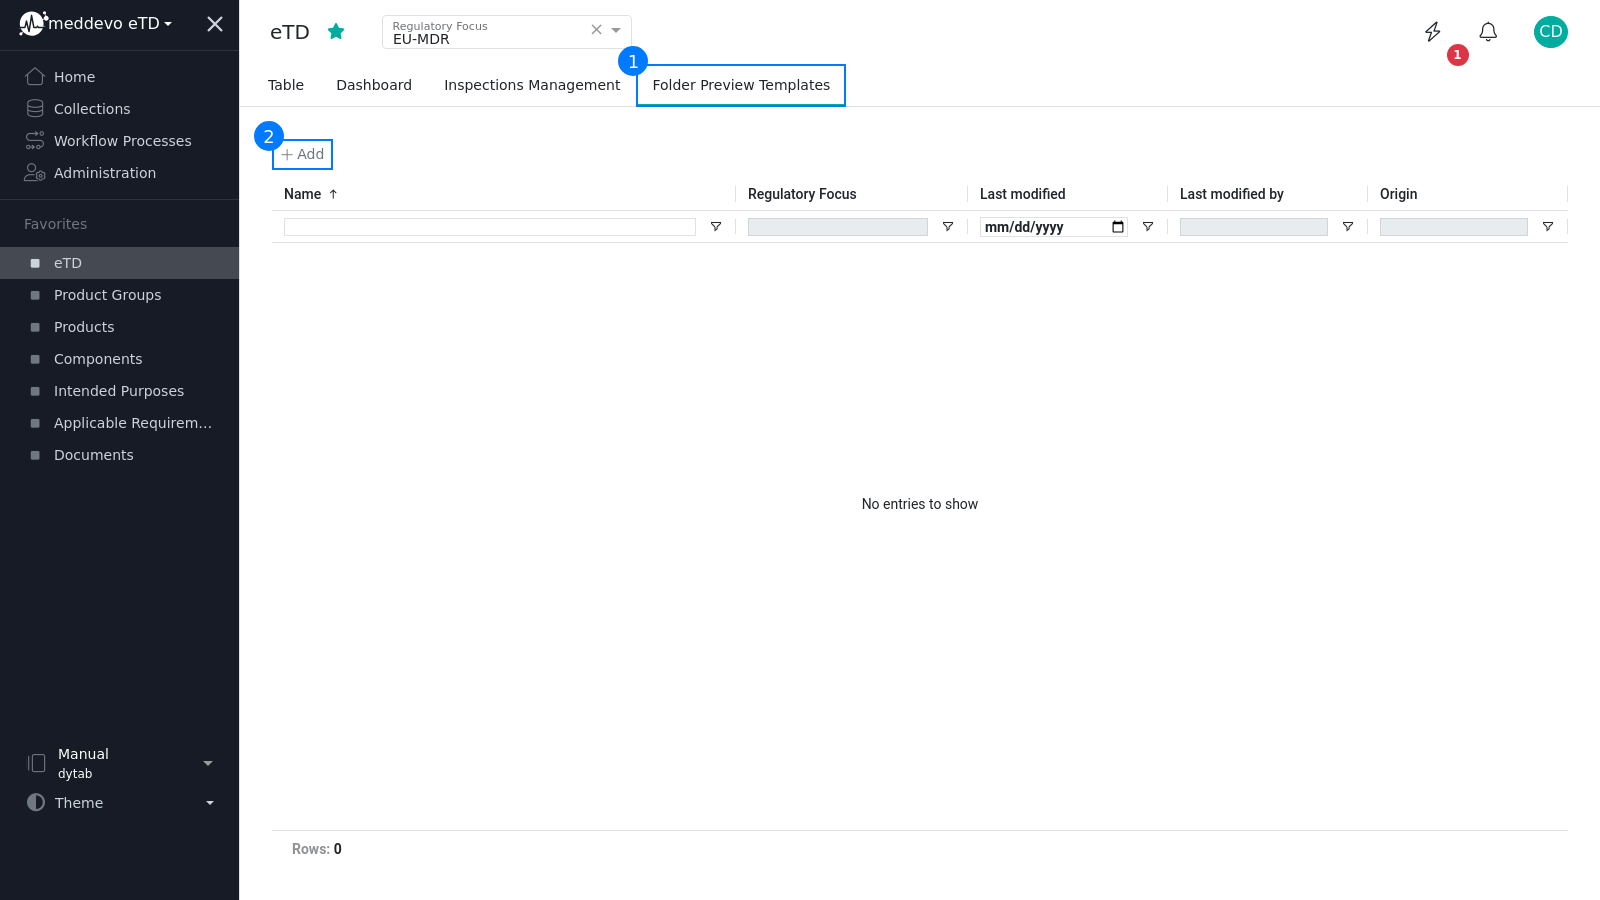 meddevo eTD
Home
Collections
Workflow Processes
Administration
Favorites
eTD
Product Groups
Products
Components
Intended Purposes
Applicable Requirem...
Documents
Manual
dytab
Theme
eTD
Regulatory Focus
EU-MDR
1
CD
Table Dashboard Inspections Management 1 Folder Preview Templates
2
Add
Name Regulatory Focus Last modified Last modified by Origin
mm/dd/yyyy
No entries to show
Rows: 0